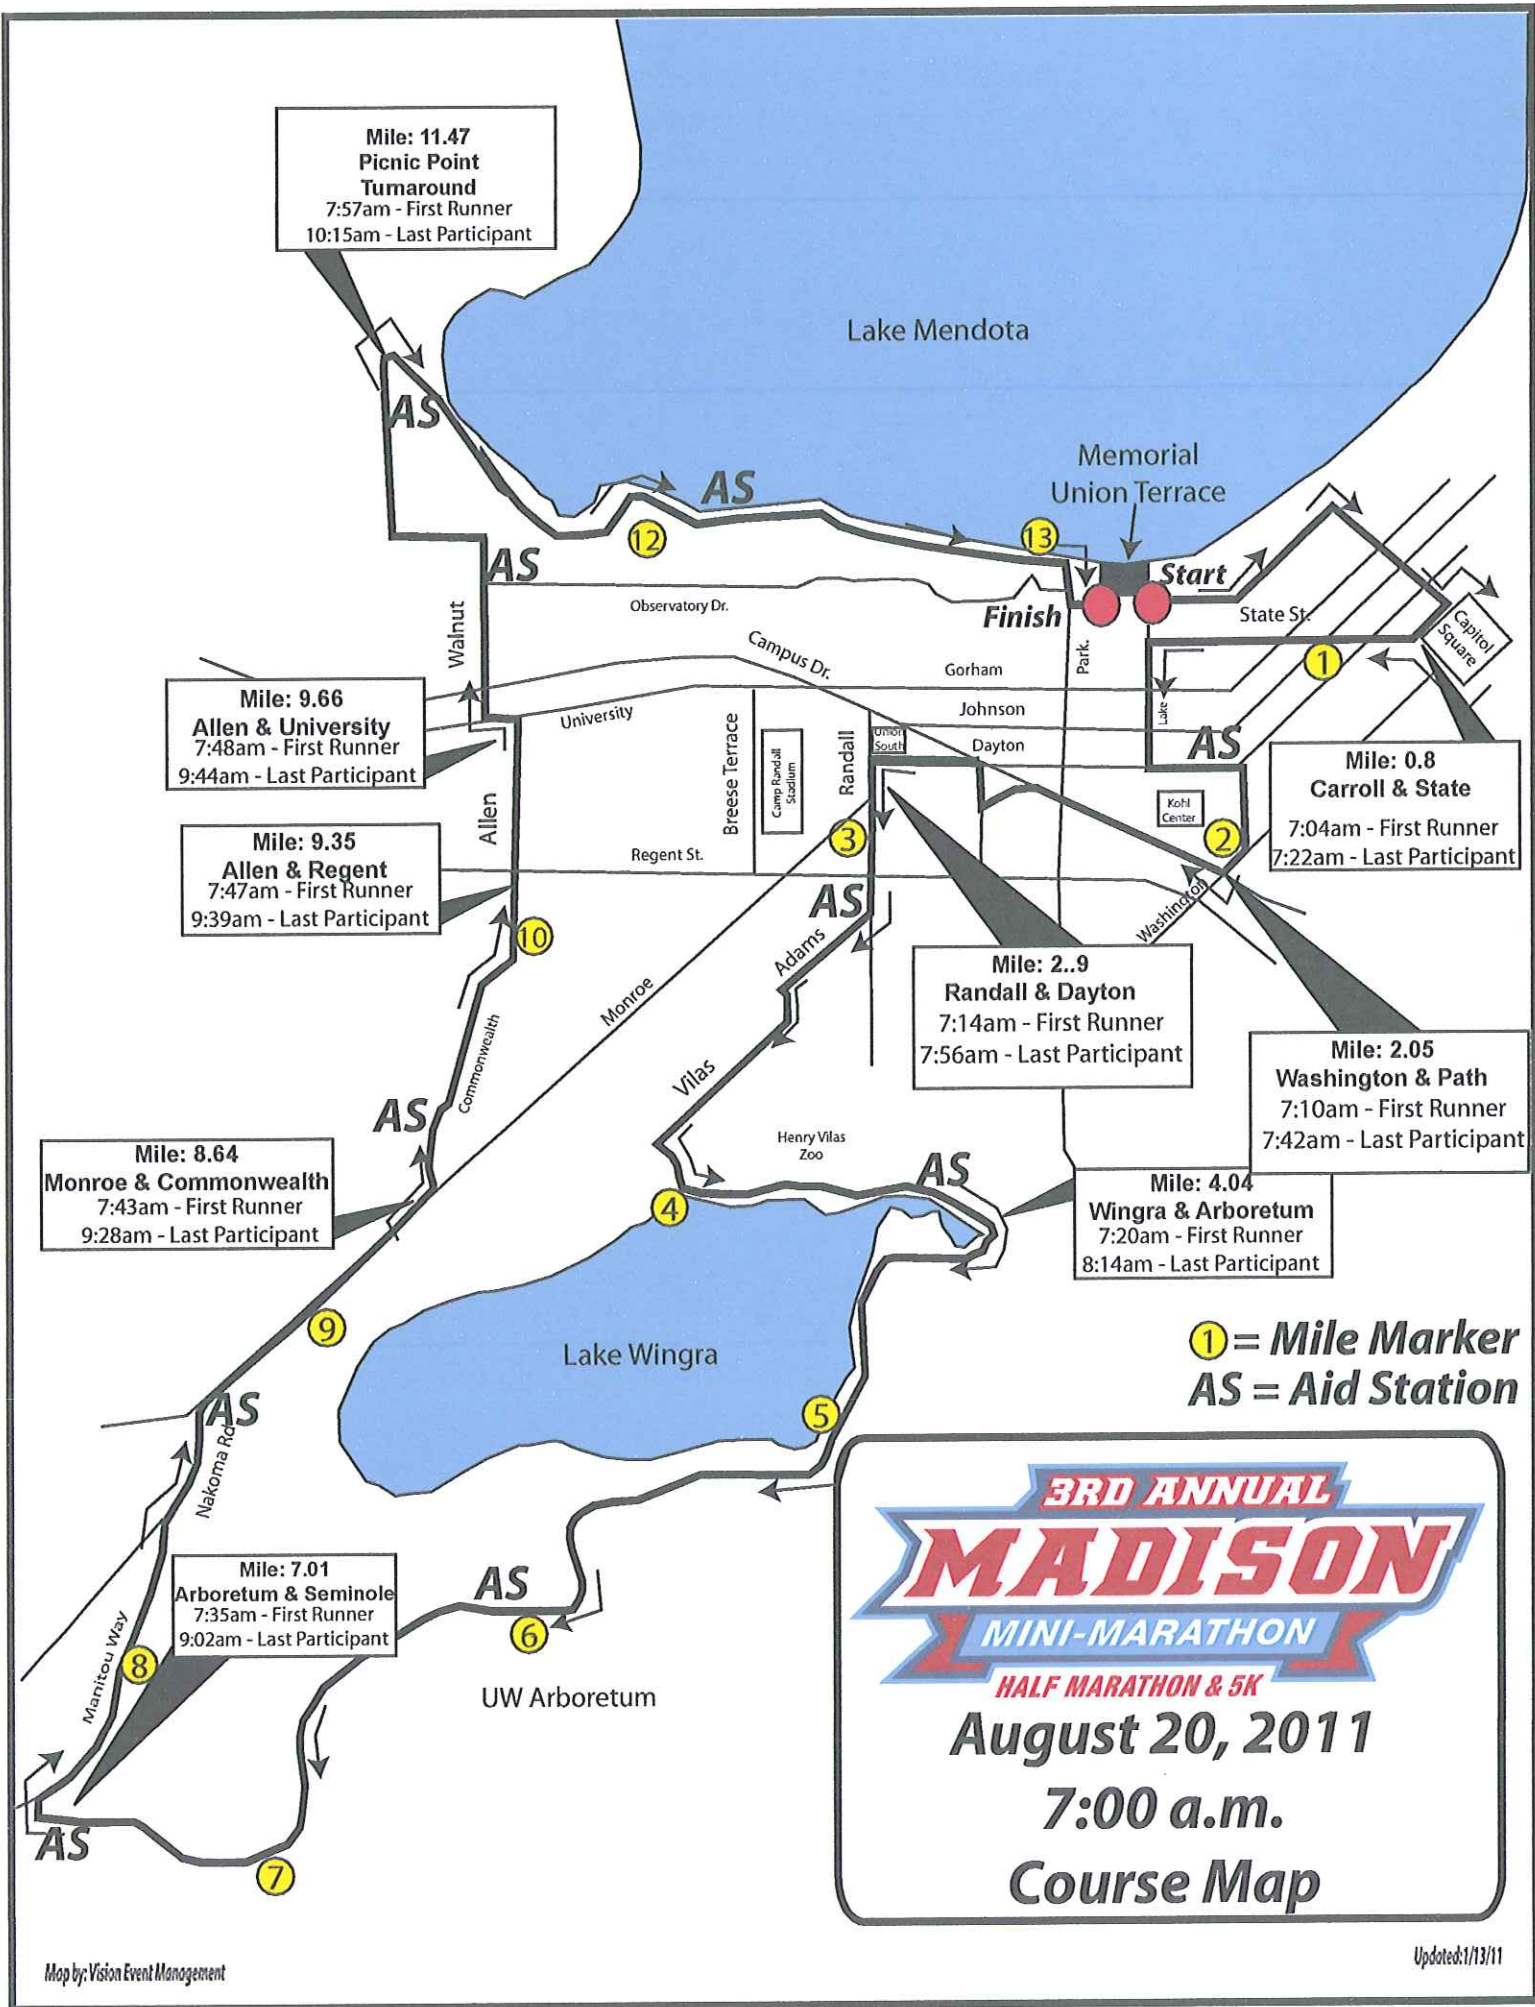 Mile: 11.47
Picnic Point
Turnaround
7:57am - First Runner
10:15am - Last Participant
Lake Mendota
AS
AS
Memorial
Union Terrace
12
13
Start
AS
Finish
Observatory Dr.
State St.
Capitol
Square
Walnut
Campus Dr.
Gorham
Park.
1
Mile: 9.66
Allen & University
7:48am - First Runner
9:44am - Last Participant
University
Johnson
Lake
Breese Terrace
Camp Randall
Stadium
Randall
Union
South
Dayton
AS
Mile: 0.8
Carroll & State
7:04am - First Runner
7:22am - Last Participant
Kohl
Center
Allen
Mile: 9.35
Allen & Regent
7:47am - First Runner
9:39am - Last Participant
3
2
Regent St.
AS
Washington
10
Adams
Mile: 2..9
Randall & Dayton
7:14am - First Runner
7:56am - Last Participant
Monroe
Commonwealth
Vilas
Mile: 2.05
Washington & Path
7:10am - First Runner
7:42am - Last Participant
AS
Henry Vilas
Zoo
Mile: 8.64
Monroe & Commonwealth
7:43am - First Runner
9:28am - Last Participant
AS
4
Mile: 4.04
Wingra & Arboretum
7:20am - First Runner
8:14am - Last Participant
9
Lake Wingra
1 = Mile Marker
AS = Aid Station
AS
5
Nakoma Rd
3RD ANNUAL
MADISON
MINI-MARATHON
HALF MARATHON & 5K
August 20, 2011
7:00 a.m.
Course Map
Mile: 7.01
Arboretum & Seminole
7:35am - First Runner
9:02am - Last Participant
AS
6
Manitou Way
8
UW Arboretum
AS
7
Map by: Vision Event Management
Updated:1/13/11